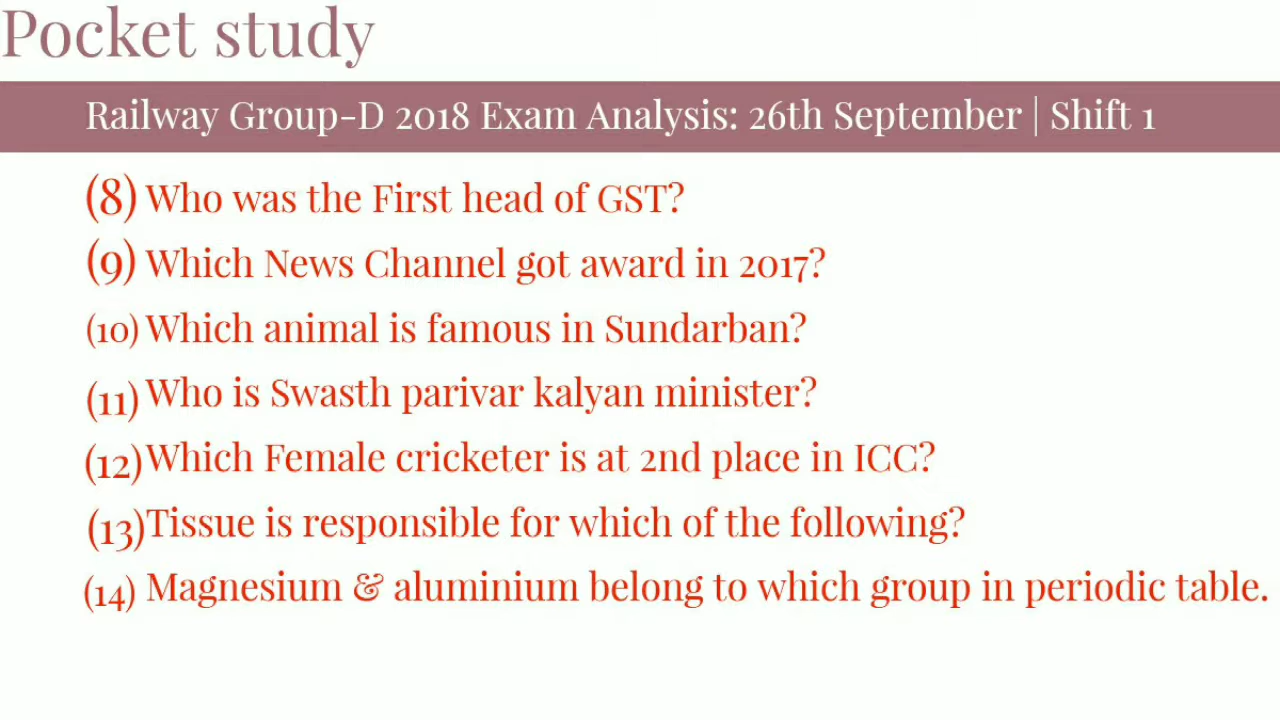 Pocket study
Railway Group-D 2018 Exam Analysis: 26th September | Shift 1
(8) Who was the First head of GST?
(9) Which News Channel got award in 2017?
(10) Which animal is famous in Sundarban?
(11) Who is Swasth parivar kalyan minister?
(12) Which Female cricketer is at 2nd place in ICC?
(13) Tissue is responsible for which of the following?
(14) Magnesium & aluminium belong to which group in periodic table.